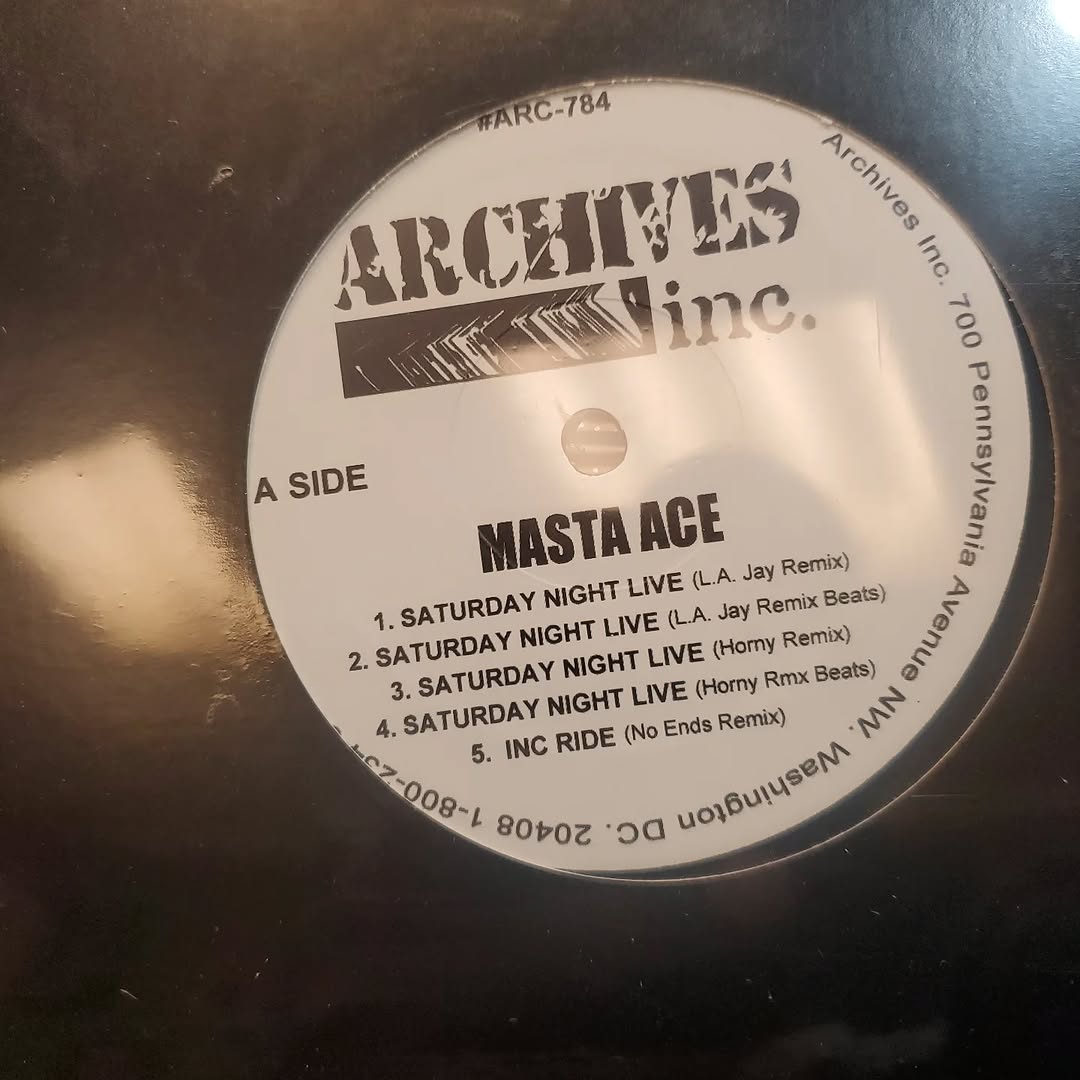 #ARC-784
ARCHIVES
inc.
A SIDE
MASTA ACE
1. SATURDAY NIGHT LIVE (L.A. Jay Remix)
2. SATURDAY NIGHT LIVE (L.A. Jay Remix Beats)
3. SATURDAY NIGHT LIVE (Horny Remix)
4. SATURDAY NIGHT LIVE (Horny Rmx Beats)
5. INC RIDE (No Ends Remix)
Archives Inc. 700 Pennsylvania Avenue NW. Washington DC. 20408 1-800-234